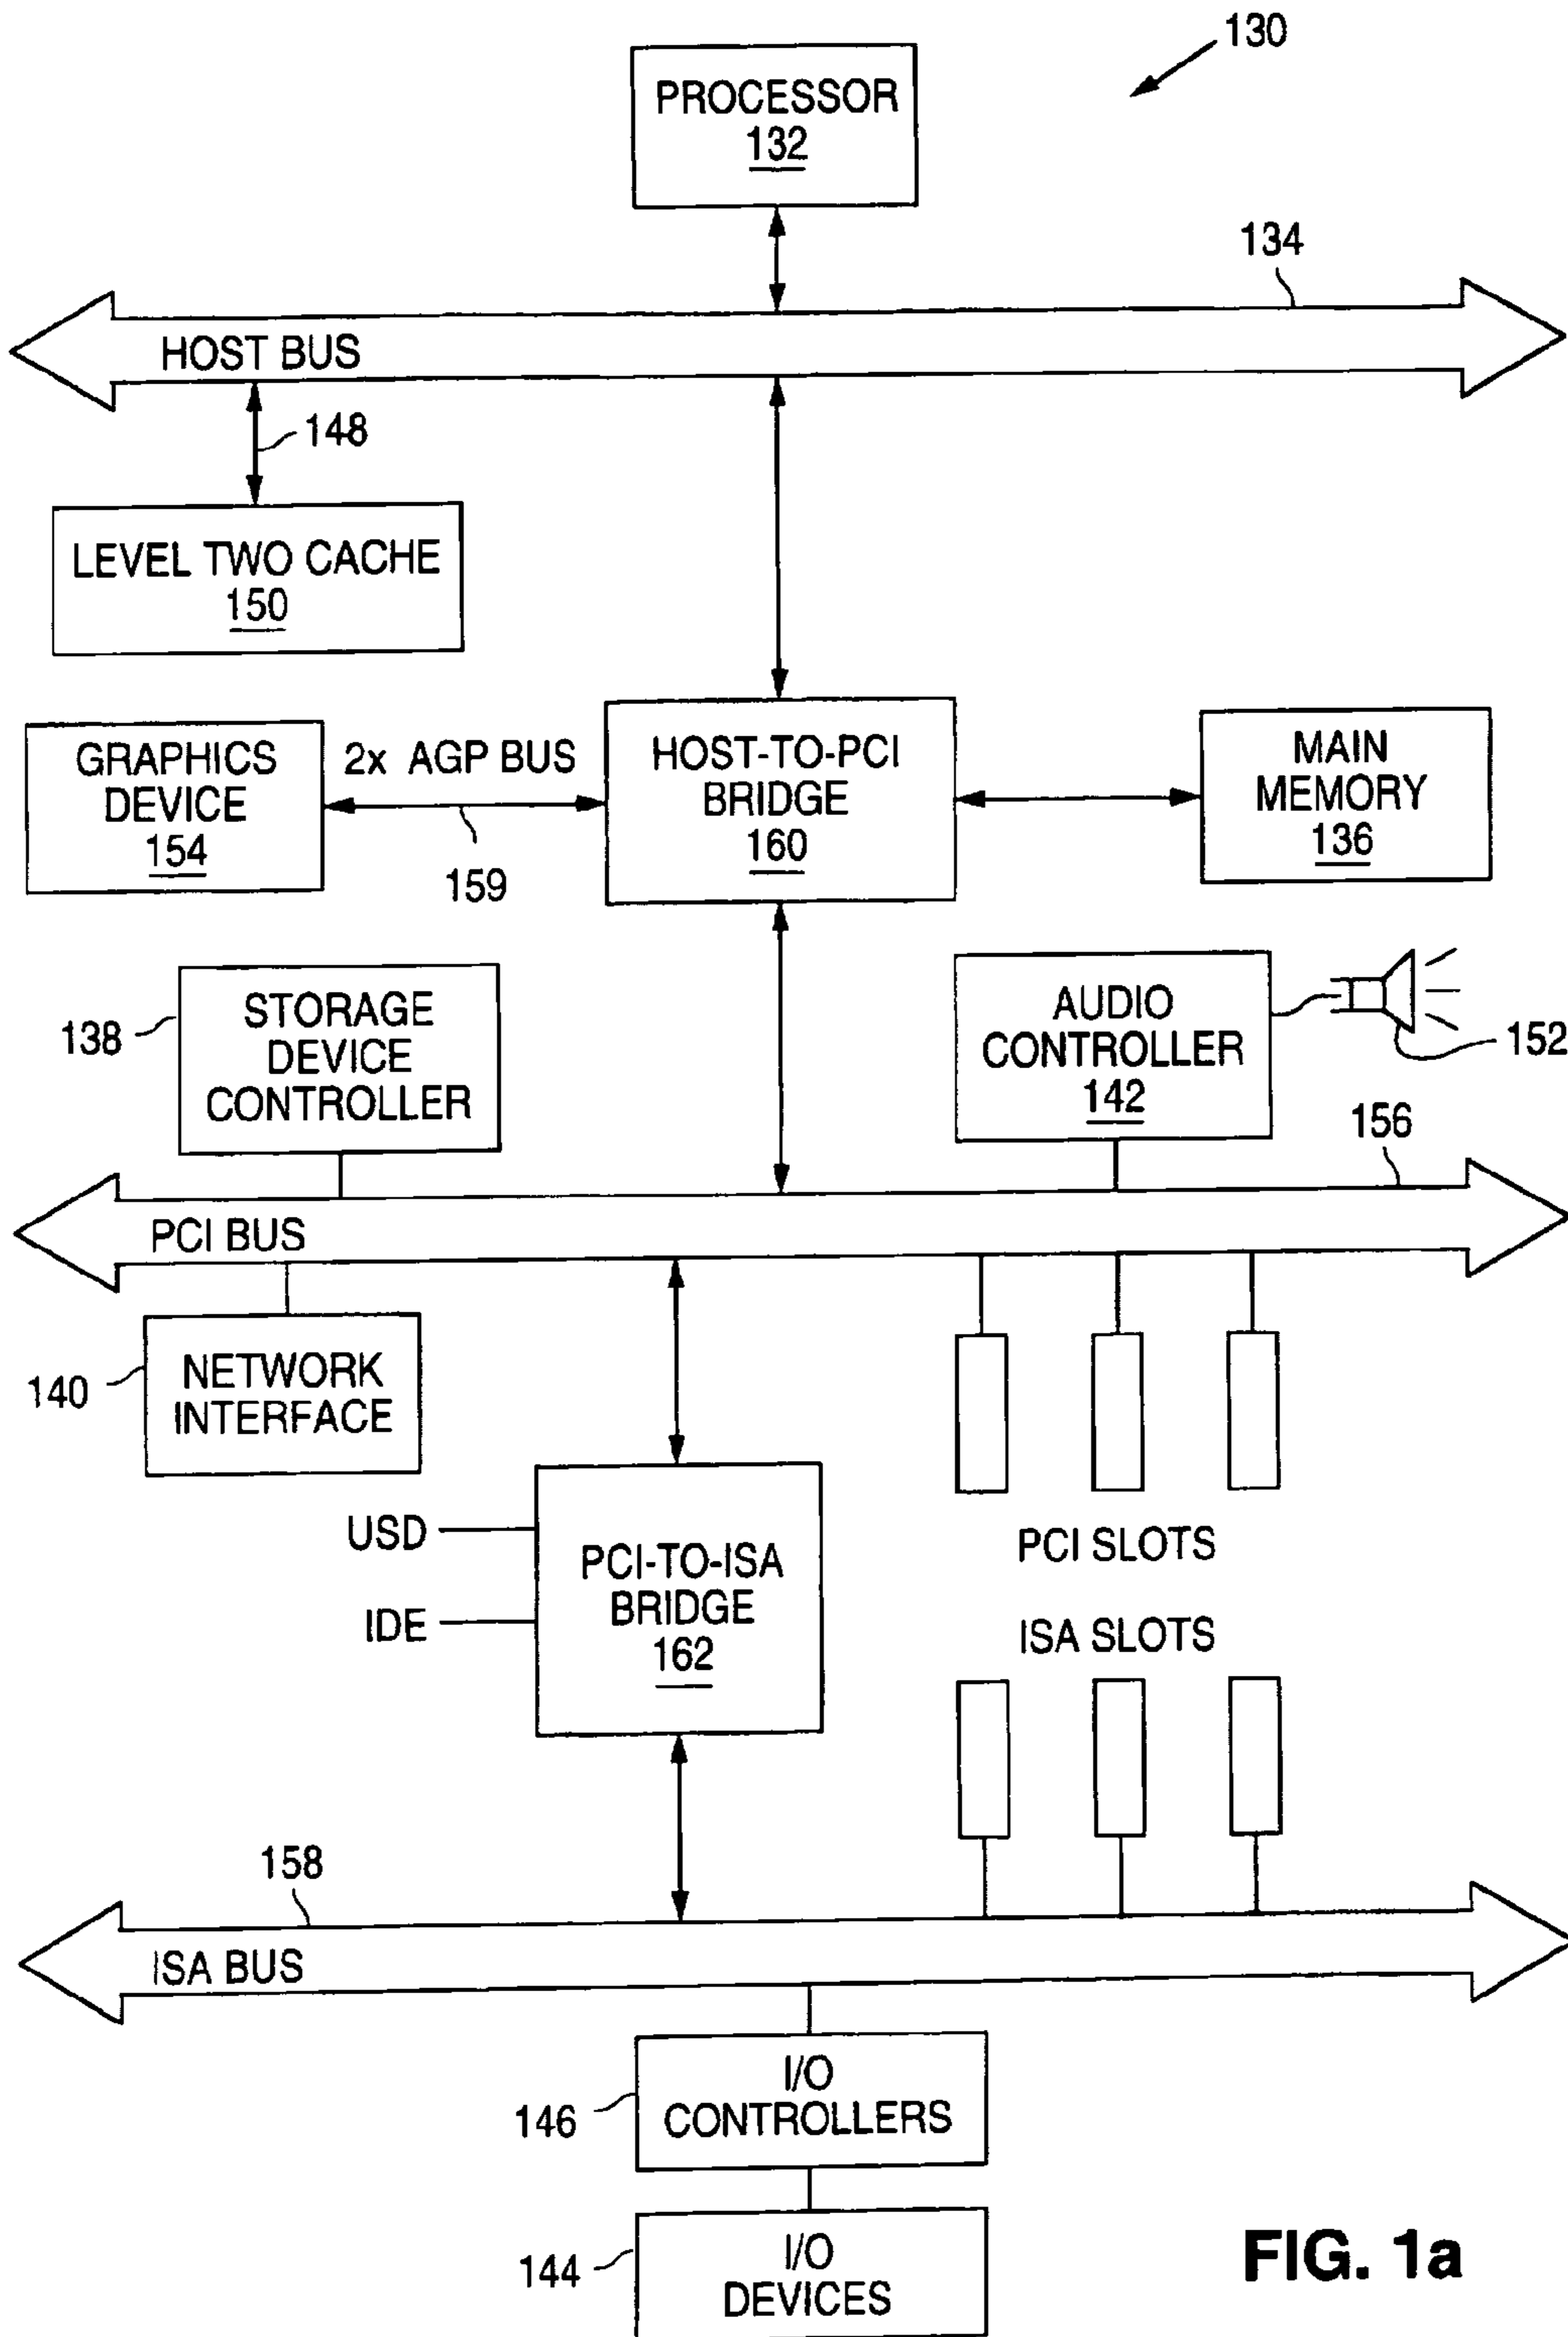 130
PROCESSOR
132
134
HOST BUS
148
LEVEL TWO CACHE
150
GRAPHICS
DEVICE
154
2x AGP BUS
159
HOST-TO-PCI
BRIDGE
160
MAIN
MEMORY
136
138
STORAGE
DEVICE
CONTROLLER
AUDIO
CONTROLLER
142
152
156
PCI BUS
140
NETWORK
INTERFACE
USD
IDE
PCI-TO-ISA
BRIDGE
162
PCI SLOTS
ISA SLOTS
158
ISA BUS
146
I/O
CONTROLLERS
144
I/O
DEVICES
FIG. 1a